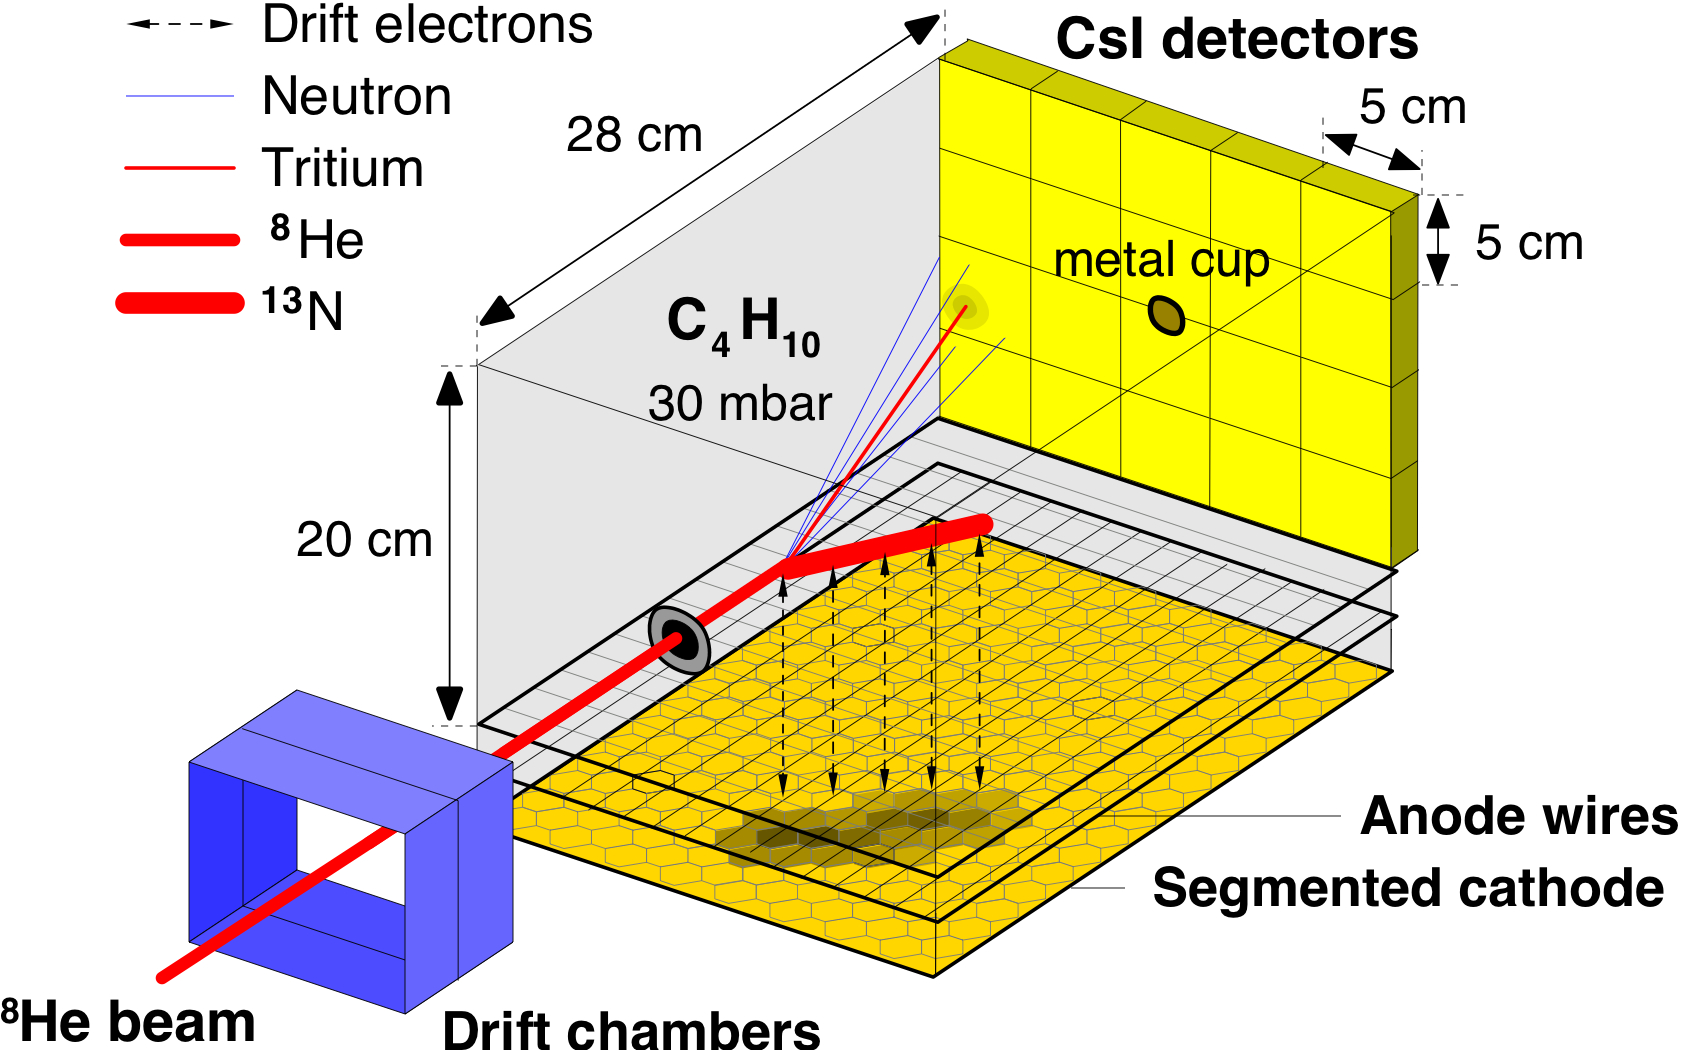 Drift electrons
Neutron
Tritium
⁸He
¹³N
28 cm
CsI detectors
5 cm
5 cm
metal cup
C₄H₁₀
30 mbar
20 cm
Anode wires
Segmented cathode
⁸He beam
Drift chambers